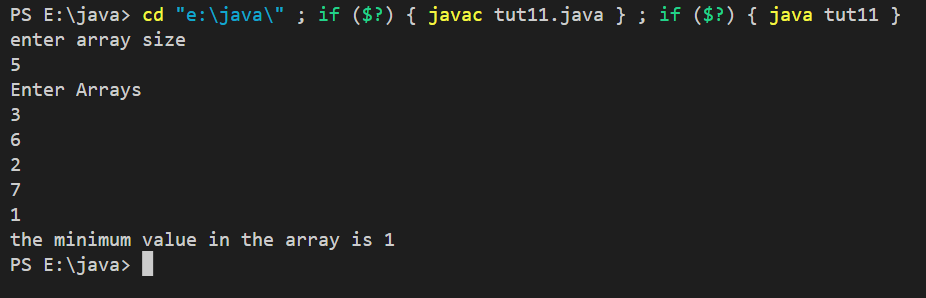 PS E:\java> cd "e:\java\" ; if ($?) { javac tut11.java } ; if ($?) { java tut11 }
enter array size
5
Enter Arrays
3
6
2
7
1
the minimum value in the array is 1
PS E:\java>